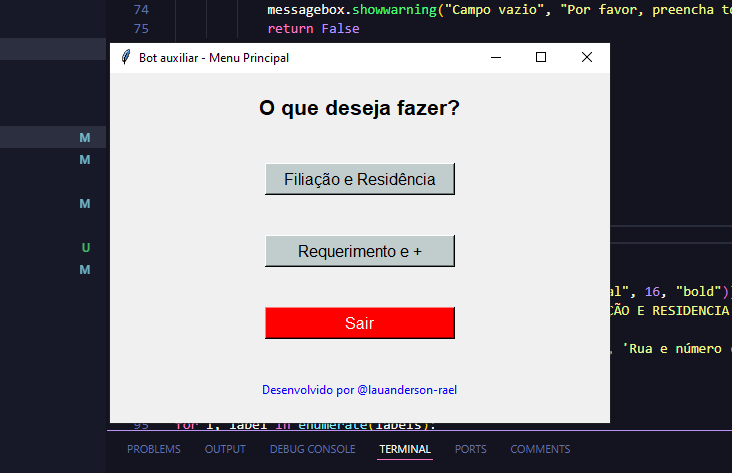 74 messagebox.showwarning("Campo vazio", "Por favor, preencha to
75 return False
Bot auxiliar - Menu Principal
O que deseja fazer?
M
Filiação e Residência
M
M
Requerimento e +
U
M
al", 16, "bold"))
ÇÃO E RESIDENCIA
Sair
, 'Rua e número
Desenvolvido por @lauanderson-rael
95 for i, label in enumerate(labels):
PROBLEMS OUTPUT DEBUG CONSOLE TERMINAL PORTS COMMENTS